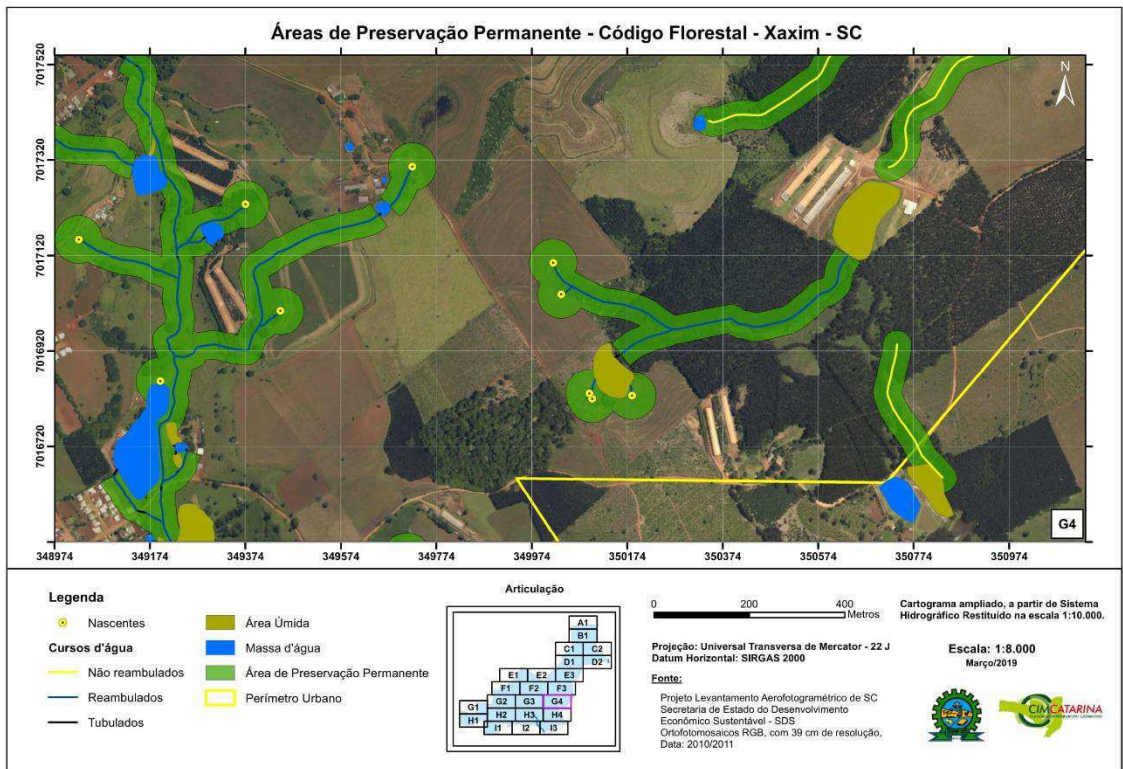 Áreas de Preservação Permanente - Código Florestal - Xaxim - SC
7017520
7017320
7017120
7016920
7016720
N
G4
348974
349174
349374
349574
349774
349974
350174
350374
350574
350774
350974
Legenda
Nascentes
Cursos d'água
Não reambulados
Reambulados
Tubulados
Área Úmida
Massa d'água
Área de Preservação Permanente
Perímetro Urbano
Articulação
A1
B1
C1 C2
D1 D2
E1 E2 E3
F1 F2 F3
G1 G2 G3 G4
H1 H2 H3 H4
I1 I2 I3
0 200 400
Metros
Projeção: Universal Transversa de Mercator - 22 J
Datum Horizontal: SIRGAS 2000
Fonte:
Projeto Levantamento Aerofotogramétrico de SC
Secretaria de Estado do Desenvolvimento
Econômico Sustentável - SDS
Ortofotomosaicos RGB, com 39 cm de resolução,
Data: 2010/2011
Cartograma ampliado, a partir de Sistema
Hidrográfico Restituído na escala 1:10.000.
Escala: 1:8.000
Março/2019
CIMCATARINA